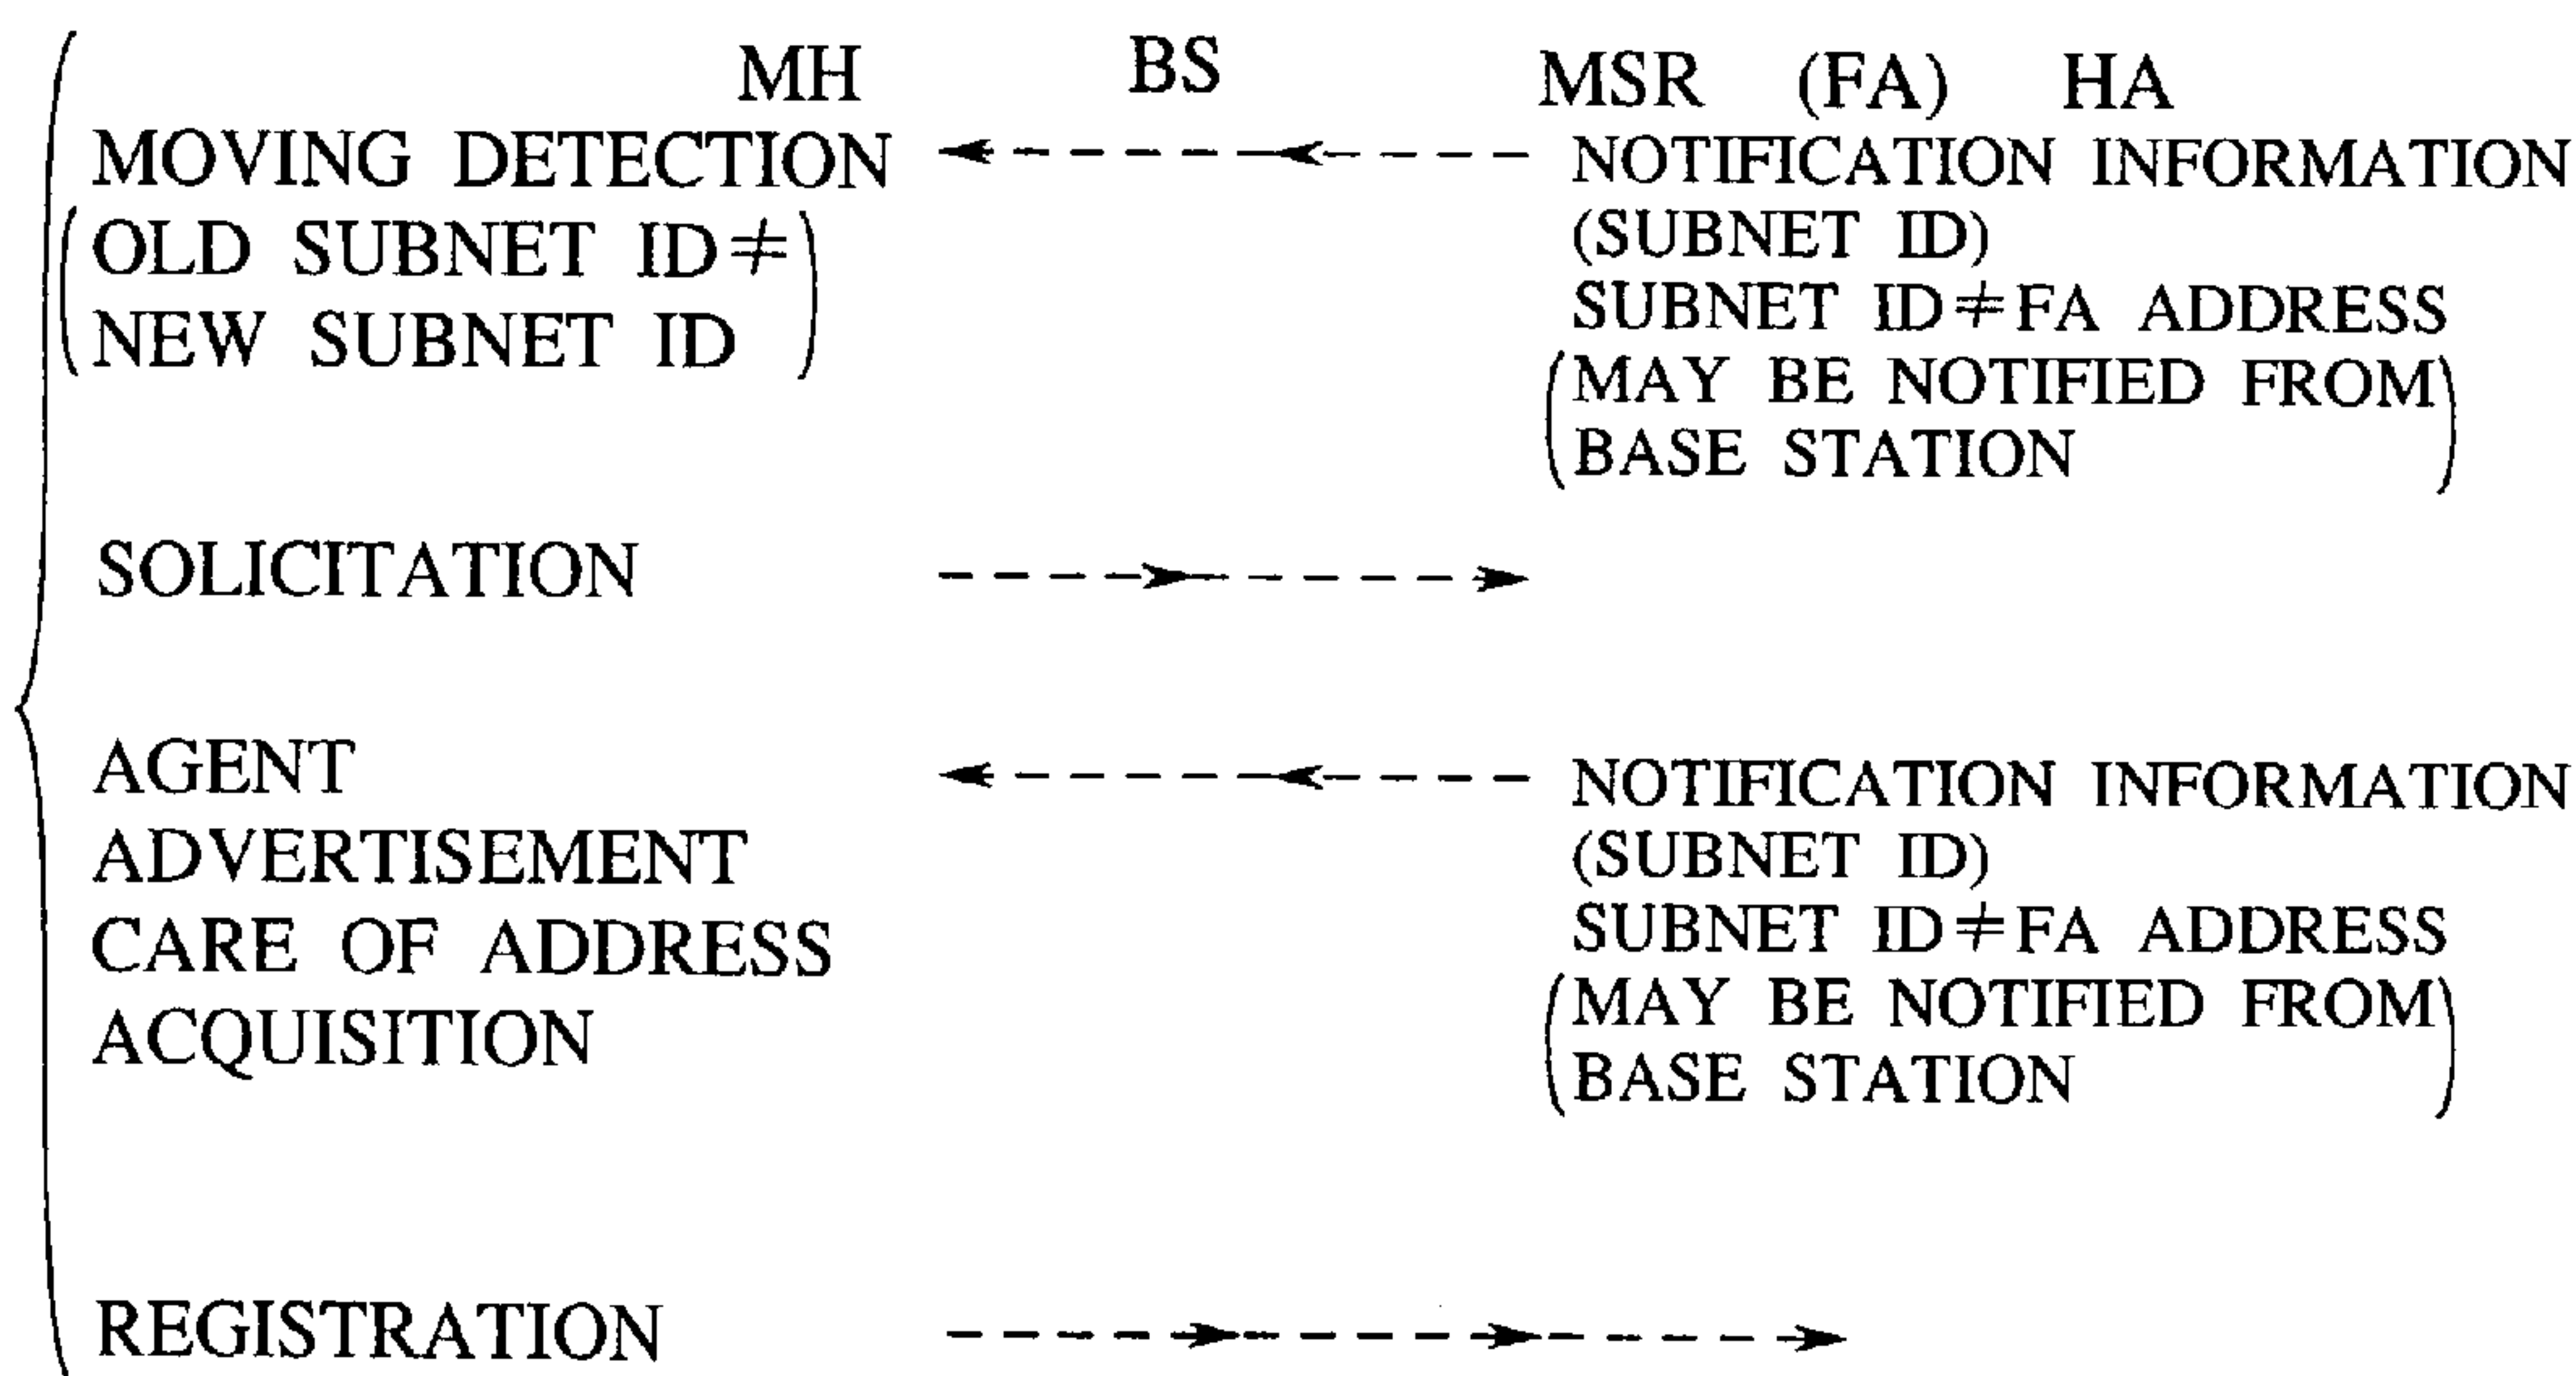 MH BS MSR (FA) HA
MOVING DETECTION NOTIFICATION INFORMATION
(OLD SUBNET ID≠ (SUBNET ID)
NEW SUBNET ID) SUBNET ID≠FA ADDRESS
(MAY BE NOTIFIED FROM
BASE STATION)
SOLICITATION
AGENT NOTIFICATION INFORMATION
ADVERTISEMENT (SUBNET ID)
CARE OF ADDRESS SUBNET ID≠FA ADDRESS
ACQUISITION (MAY BE NOTIFIED FROM
BASE STATION)
REGISTRATION